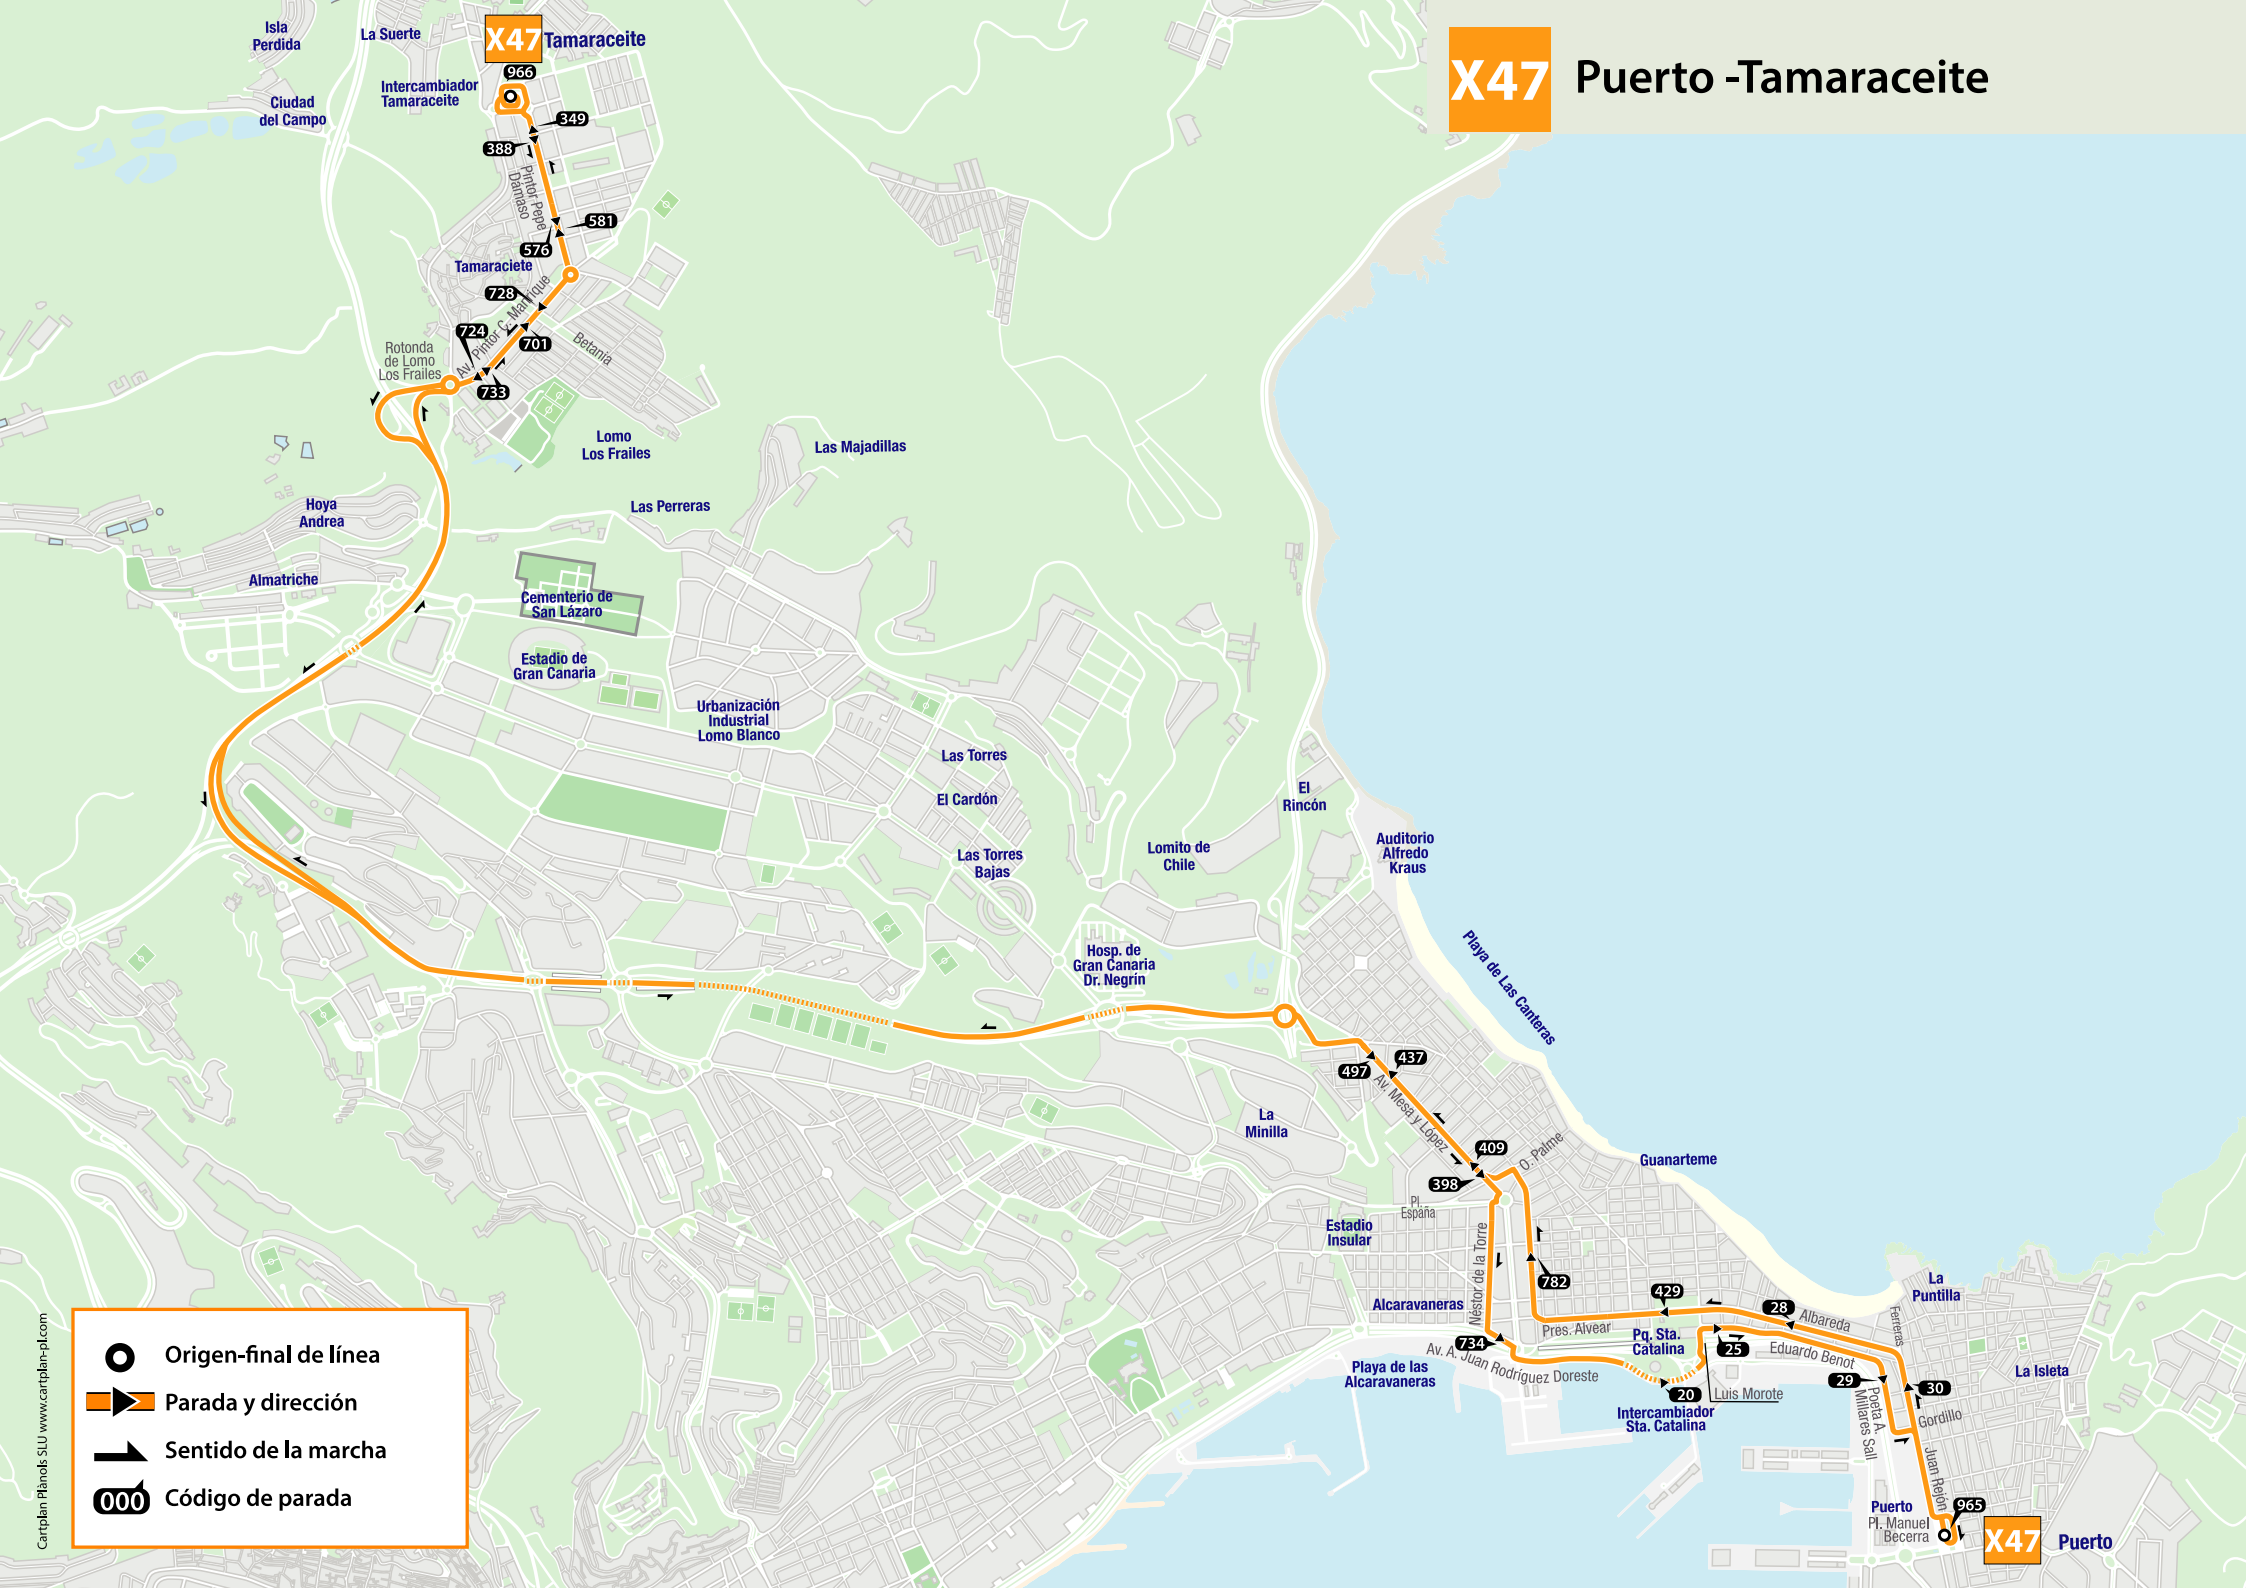 X47
Puerto -Tamaraceite
X47
Tamaraceite
966
Isla
Perdida
La Suerte
Intercambiador
Tamaraceite
Ciudad
del Campo
349
388
Pintor Pepe
Dámaso
581
576
Tamaraciete
728
Av. Pintor C. Manrique
724
701
Betania
Rotonda
de Lomo
Los Frailes
733
Lomo
Los Frailes
Las Majadillas
Las Perreras
Hoya
Andrea
Almatriche
Cementerio de
San Lázaro
Estadio de
Gran Canaria
Urbanización
Industrial
Lomo Blanco
Las Torres
El Cardón
Las Torres
Bajas
El
Rincón
Lomito de
Chile
Auditorio
Alfredo
Kraus
Playa de Las Canteras
Hosp. de
Gran Canaria
Dr. Negrín
437
497
Av. Mesa y López
La
Minilla
409
398
O. Palme
Guanarteme
Pl.
España
Estadio
Insular
Néstor de la Torre
782
429
28
Albareda
Ferreras
La
Puntilla
Alcaravaneras
Pres. Alvear
Pq. Sta.
Catalina
25
Eduardo Benot
734
Av. A. Juan Rodríguez Doreste
Playa de las
Alcaravaneras
20
Luis Morote
Intercambiador
Sta. Catalina
29
30
La Isleta
Poeta A.
Millares Sall
Gordillo
Juan Rejón
965
Puerto
Pl. Manuel
Becerra
X47
Puerto
Origen-final de línea
Parada y dirección
Sentido de la marcha
000
Código de parada
Cartplan Plànols SLU www.cartplan-pl.com